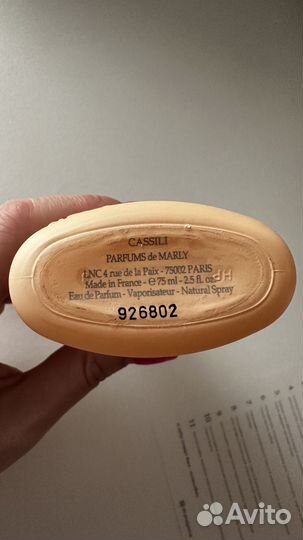 CASSILI
PARFUMS de MARLY
LNC 4 rue de la Paix - 75002 PARIS
Made in France - ℮ 75 ml - 2.5 fl. oz
Eau de Parfum - Vaporisateur - Natural Spray
926802
Avito